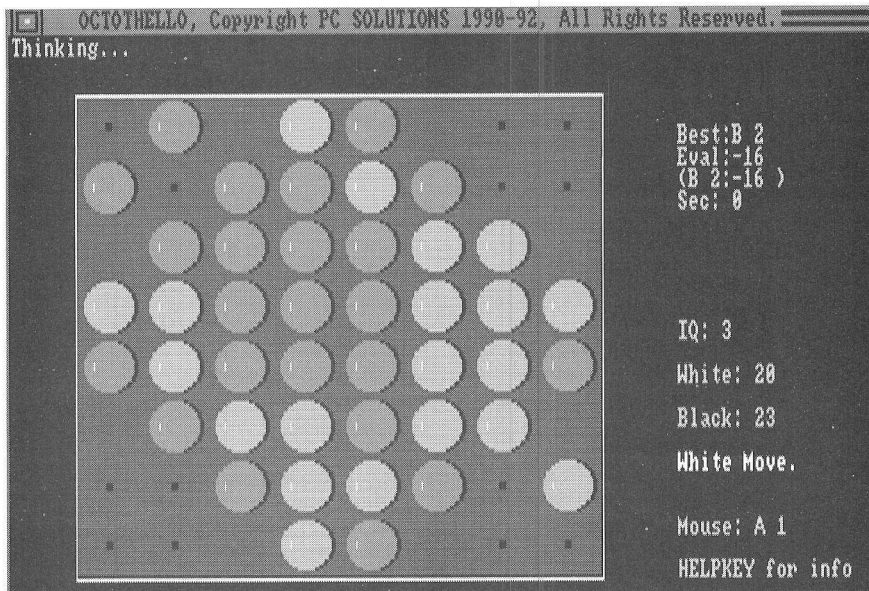 OCTOTHELLO, Copyright PC SOLUTIONS 1990-92, All Rights Reserved.
Thinking...
Best:B 2
Eval:-16
(B 2:-16 )
Sec: 0
IQ: 3
White: 20
Black: 23
White Move.
Mouse: A 1
HELPKEY for info